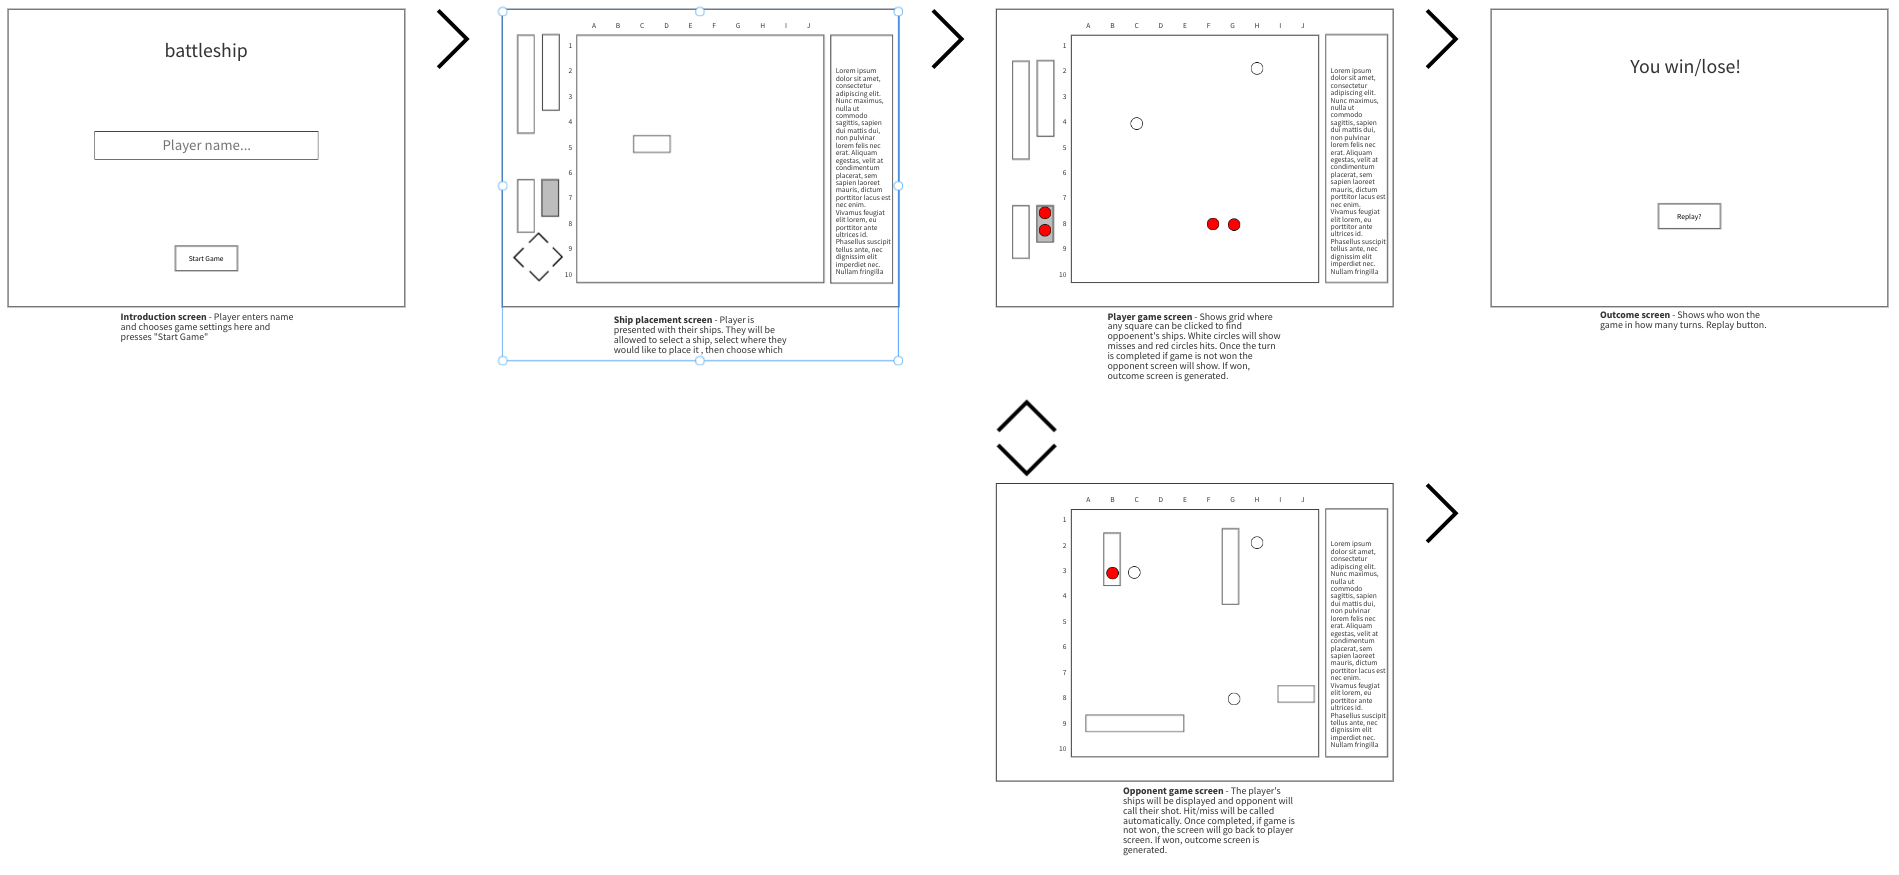 battleship
Player name...
Start Game
Introduction screen - Player enters name
and chooses game settings here and
presses "Start Game"
A B C D E F G H I J
1
2
3
4
5
6
7
8
9
10
Lorem ipsum
dolor sit amet,
consectetur
adipiscing elit.
Nunc maximus,
nulla ut
commodo
sagittis, sapien
dui mattis dui,
non pulvinar
lorem felis nec
erat. Aliquam
egestas, velit at
condimentum
placerat, sem
sapien laoreet
mauris, dictum
porttitor lacus est
nec enim.
Vivamus feugiat
elit lorem, eu
porttitor ante
ultrices id.
Phasellus suscipit
tellus ante, nec
dignissim elit
imperdiet nec.
Nullam fringilla
Ship placement screen - Player is
presented with their ships. They will be
allowed to select a ship, select where they
would like to place it , then choose which
A B C D E F G H I J
1
2
3
4
5
6
7
8
9
10
Lorem ipsum
dolor sit amet,
consectetur
adipiscing elit.
Nunc maximus,
nulla ut
commodo
sagittis, sapien
dui mattis dui,
non pulvinar
lorem felis nec
erat. Aliquam
egestas, velit at
condimentum
placerat, sem
sapien laoreet
mauris, dictum
porttitor lacus est
nec enim.
Vivamus feugiat
elit lorem, eu
porttitor ante
ultrices id.
Phasellus suscipit
tellus ante, nec
dignissim elit
imperdiet nec.
Nullam fringilla
Player game screen - Shows grid where
any square can be clicked to find
oppoenent's ships. White circles will show
misses and red circles hits. Once the turn
is completed if game is not won the
opponent screen will show. If won,
outcome screen is generated.
You win/lose!
Replay?
Outcome screen - Shows who won the
game in how many turns. Replay button.
A B C D E F G H I J
1
2
3
4
5
6
7
8
9
10
Lorem ipsum
dolor sit amet,
consectetur
adipiscing elit.
Nunc maximus,
nulla ut
commodo
sagittis, sapien
dui mattis dui,
non pulvinar
lorem felis nec
erat. Aliquam
egestas, velit at
condimentum
placerat, sem
sapien laoreet
mauris, dictum
porttitor lacus est
nec enim.
Vivamus feugiat
elit lorem, eu
porttitor ante
ultrices id.
Phasellus suscipit
tellus ante, nec
dignissim elit
imperdiet nec.
Nullam fringilla
Opponent game screen - The player's
ships will be displayed and opponent will
call their shot. Hit/miss will be called
automatically. Once completed, if game is
not won, the screen will go back to player
screen. If won, outcome screen is
generated.